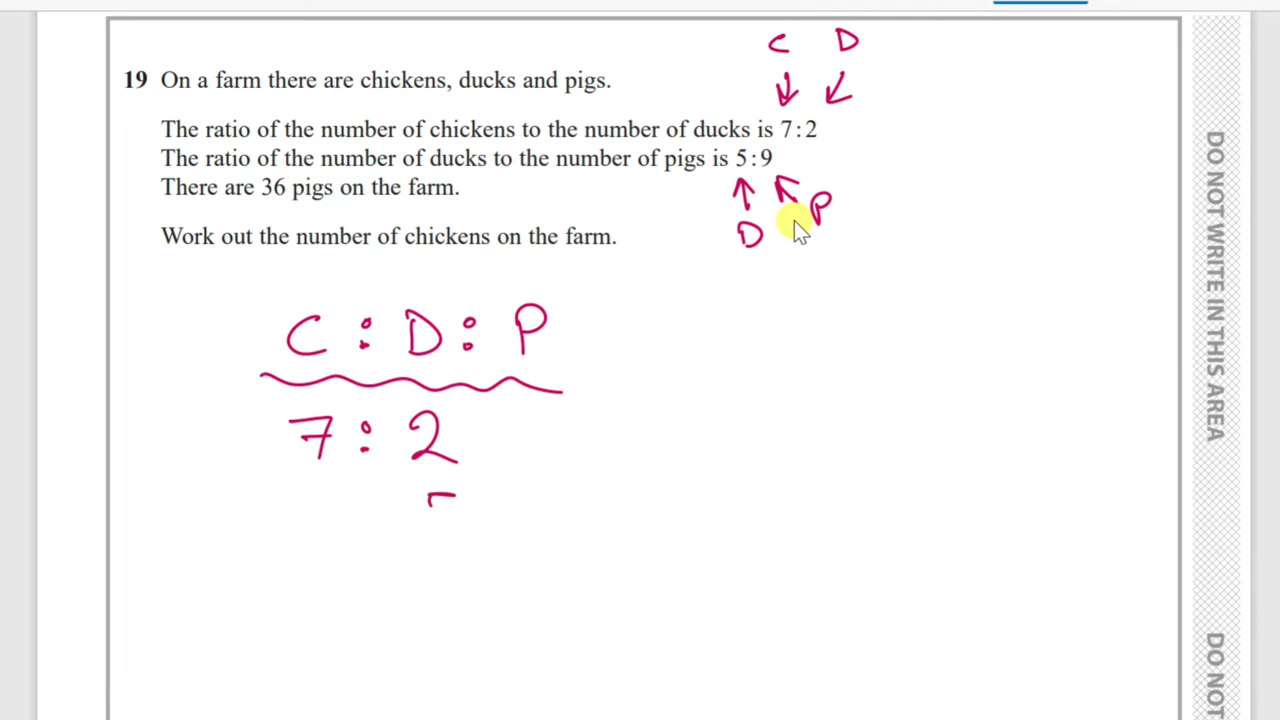 C D
19 On a farm there are chickens, ducks and pigs.
The ratio of the number of chickens to the number of ducks is 7:2
The ratio of the number of ducks to the number of pigs is 5:9
There are 36 pigs on the farm.
D P
Work out the number of chickens on the farm.
C : D : P
7 : 2
DO NOT WRITE IN THIS AREA
DO NOT